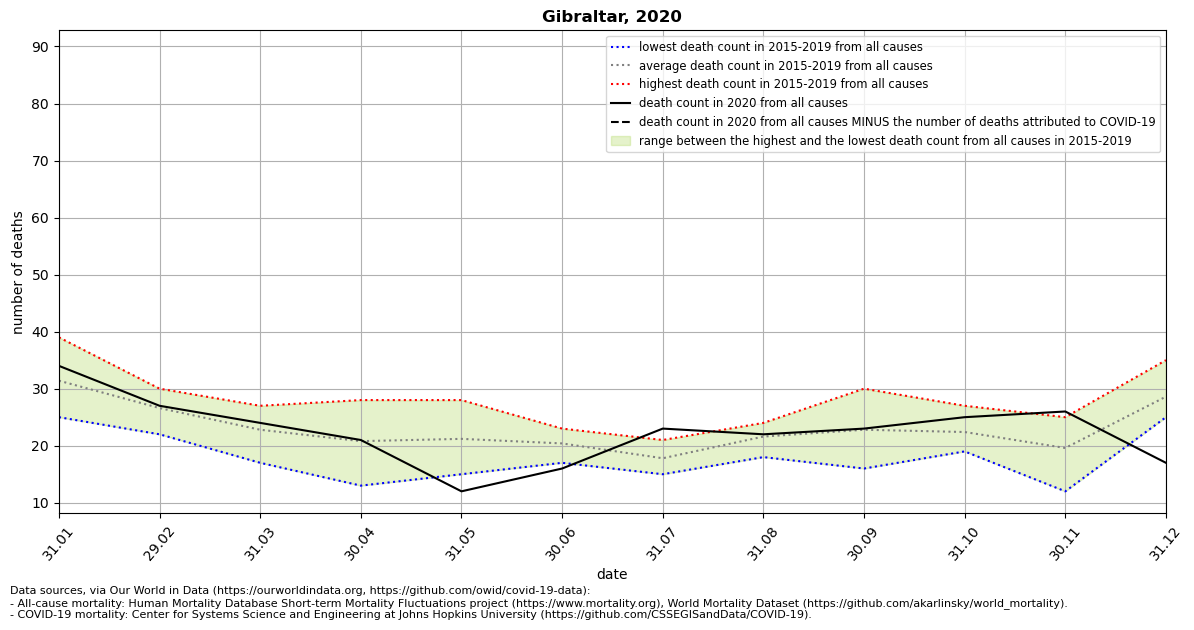 Gibraltar, 2020
lowest death count in 2015-2019 from all causes
average death count in 2015-2019 from all causes
highest death count in 2015-2019 from all causes
death count in 2020 from all causes
death count in 2020 from all causes MINUS the number of deaths attributed to COVID-19
range between the highest and the lowest death count from all causes in 2015-2019
number of deaths
90
80
70
60
50
40
30
20
10
31.01
29.02
31.03
30.04
31.05
30.06
31.07
31.08
30.09
31.10
30.11
31.12
date
Data sources, via Our World in Data (https://ourworldindata.org, https://github.com/owid/covid-19-data):
- All-cause mortality: Human Mortality Database Short-term Mortality Fluctuations project (https://www.mortality.org), World Mortality Dataset (https://github.com/akarlinsky/world_mortality).
- COVID-19 mortality: Center for Systems Science and Engineering at Johns Hopkins University (https://github.com/CSSEGISandData/COVID-19).